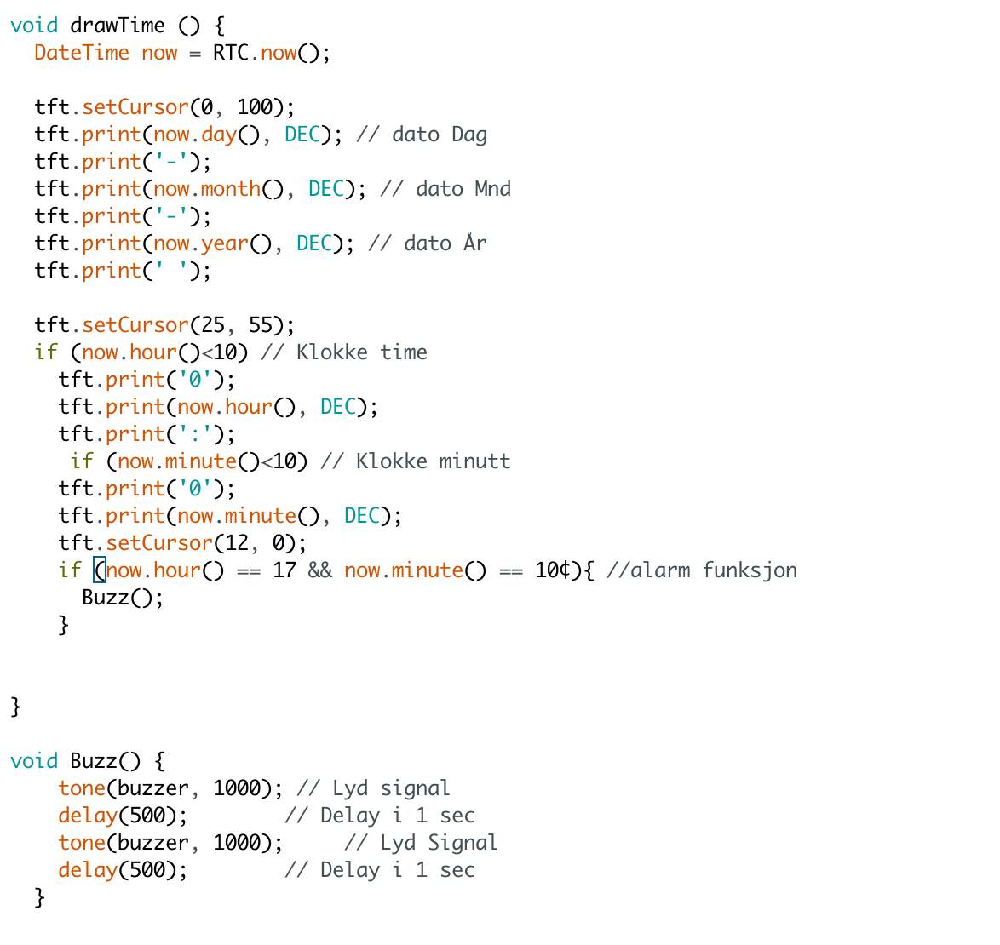 void drawTime () {
  DateTime now = RTC.now();

  tft.setCursor(0, 100);
  tft.print(now.day(), DEC); // dato Dag
  tft.print('-');
  tft.print(now.month(), DEC); // dato Mnd
  tft.print('-');
  tft.print(now.year(), DEC); // dato År
  tft.print(' ');

  tft.setCursor(25, 55);
  if (now.hour()<10) // Klokke time
    tft.print('0');
    tft.print(now.hour(), DEC);
    tft.print(':');
     if (now.minute()<10) // Klokke minutt
    tft.print('0');
    tft.print(now.minute(), DEC);
    tft.setCursor(12, 0);
    if (now.hour() == 17 && now.minute() == 10¢){ //alarm funksjon
      Buzz();
    }


}

void Buzz() {
    tone(buzzer, 1000); // Lyd signal
    delay(500);        // Delay i 1 sec
    tone(buzzer, 1000);     // Lyd Signal
    delay(500);        // Delay i 1 sec
  }